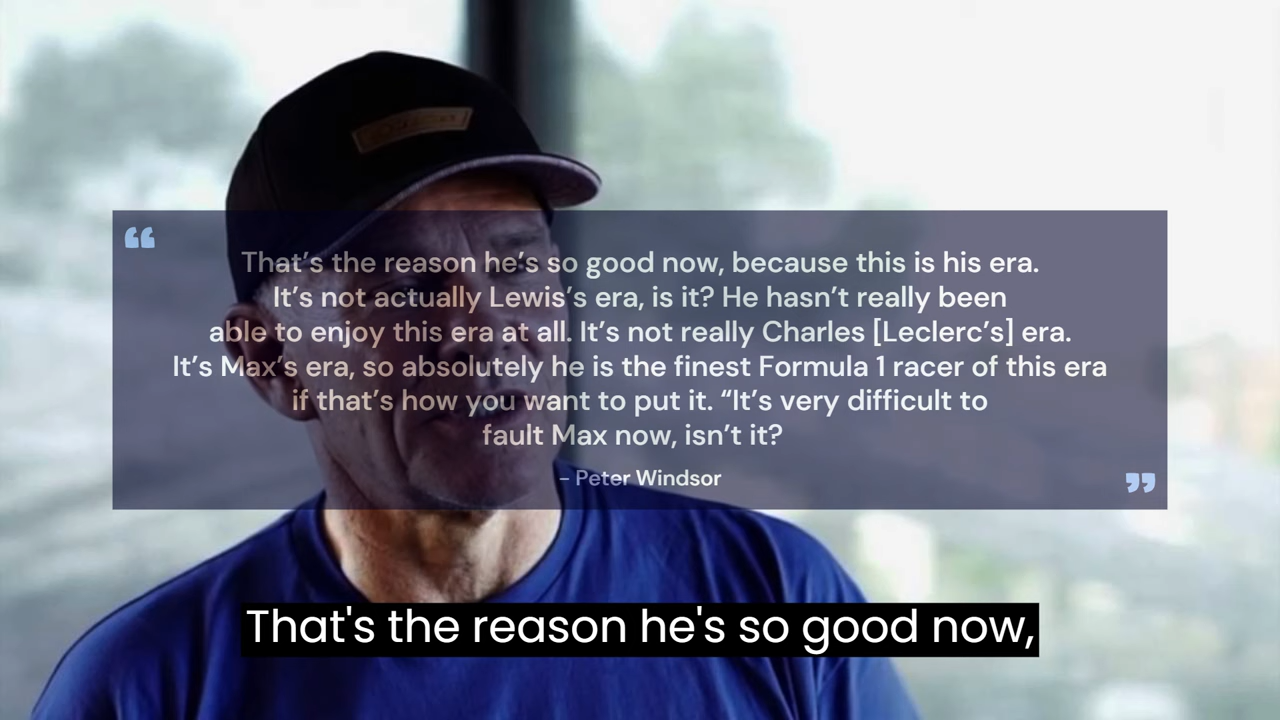 “
That’s the reason he’s so good now, because this is his era.
It’s not actually Lewis’s era, is it? He hasn’t really been
able to enjoy this era at all. It’s not really Charles [Leclerc’s] era.
It’s Max’s era, so absolutely he is the finest Formula 1 racer of this era
if that’s how you want to put it. “It’s very difficult to
fault Max now, isn’t it?
– Peter Windsor
”
That's the reason he's so good now,